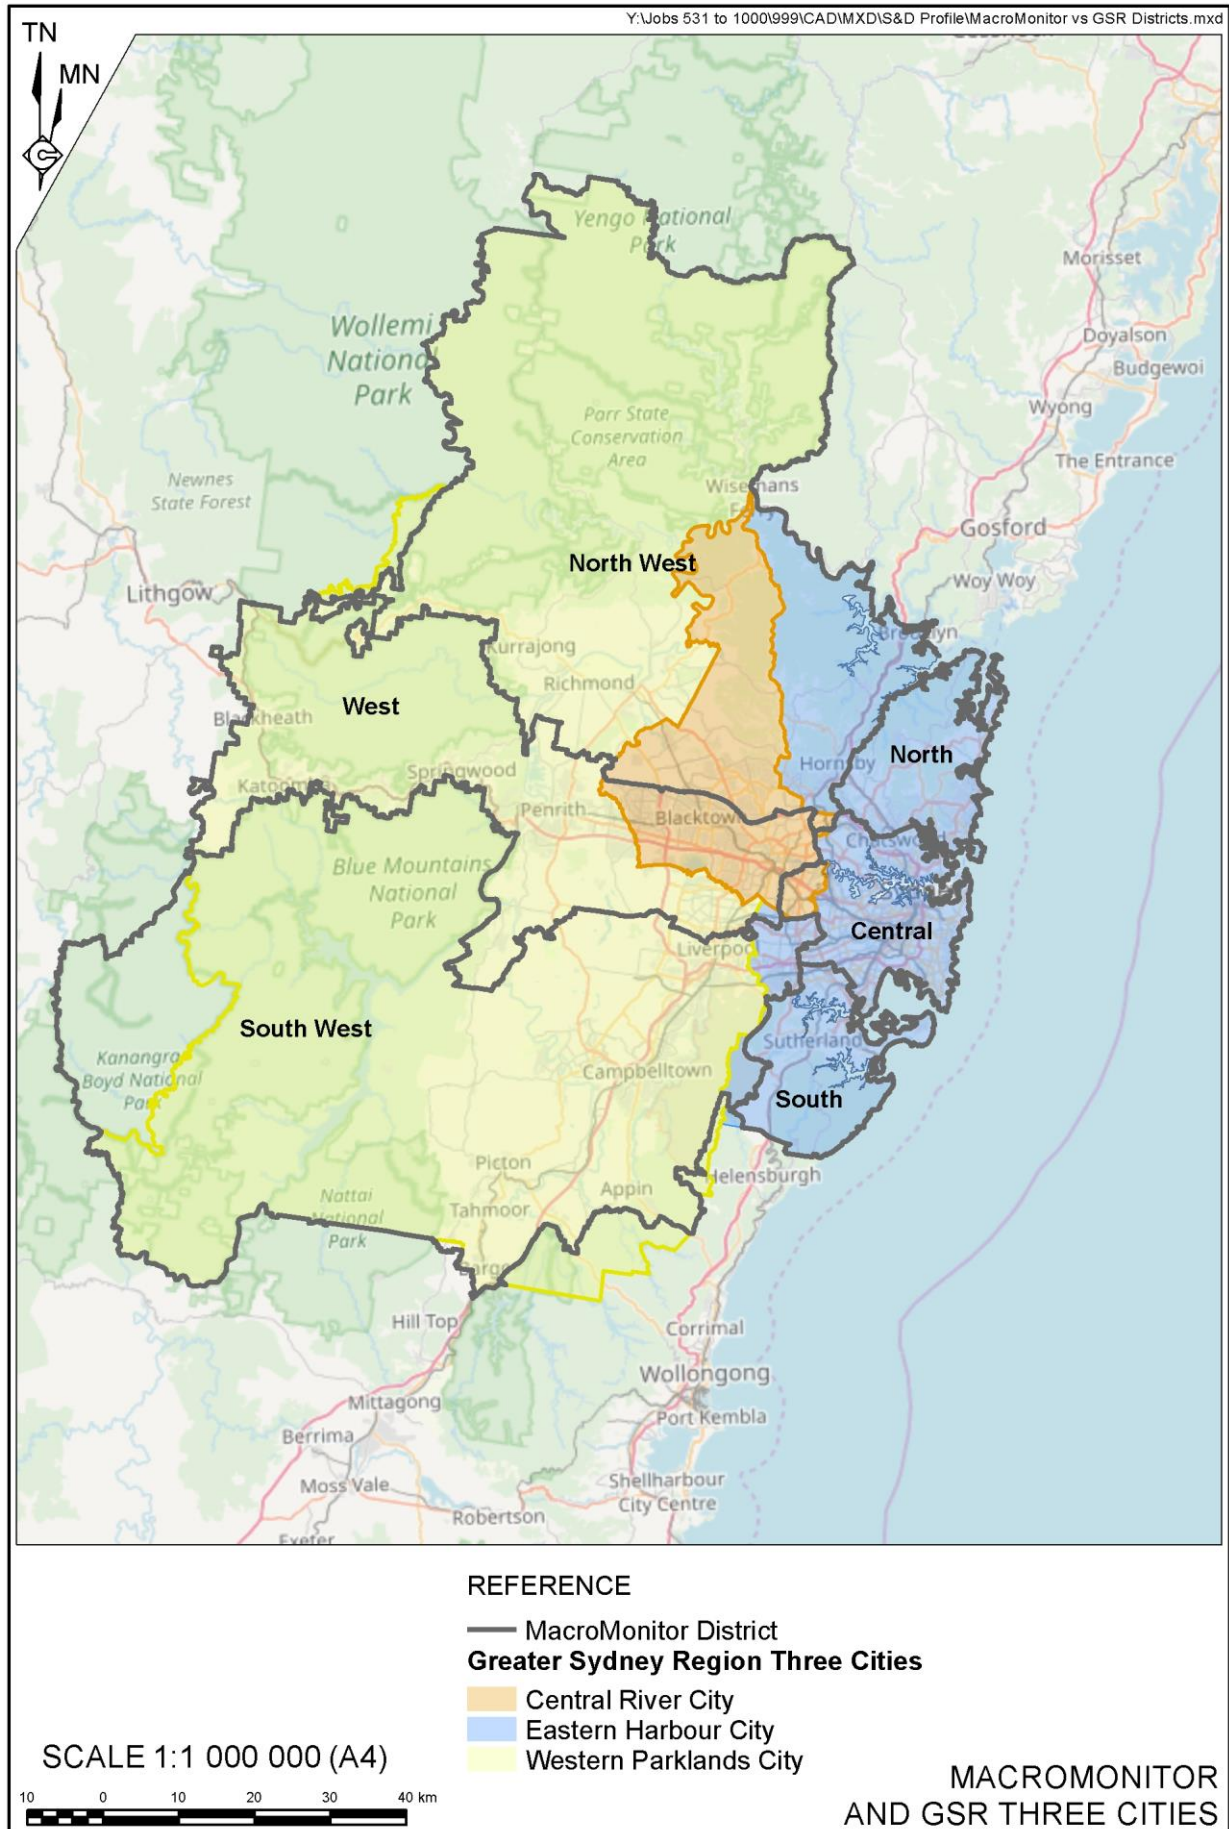 Y:\Jobs 531 to 1000\999\CAD\MXD\S&D Profile\MacroMonitor vs GSR Districts.mxd
TN
MN
Yengo National
Park
Morisset
Wollemi
National
Park
Doyalson
Budgewoi
Parr State
Conservation
Area
Wyong
The Entrance
Newnes
State Forest
Wisemans
Ferry
Gosford
North West
Lithgow
Woy Woy
Brooklyn
Kurrajong
Richmond
West
Blackheath
North
Hornsby
Katoomba
Springwood
Penrith
Blacktown
Chatswood
Blue Mountains
National
Park
Central
Liverpool
South West
Sutherland
Kanangra
Boyd National
Park
Campbelltown
South
Picton
Helensburgh
Appin
Nattai
National
Park
Tahmoor
Bargo
Hill Top
Corrimal
Wollongong
Mittagong
Port Kembla
Berrima
Moss Vale
Shellharbour
City Centre
Robertson
Exeter
REFERENCE
MacroMonitor District
Greater Sydney Region Three Cities
Central River City
Eastern Harbour City
Western Parklands City
SCALE 1:1 000 000 (A4)
10 0 10 20 30 40 km
MACROMONITOR
AND GSR THREE CITIES